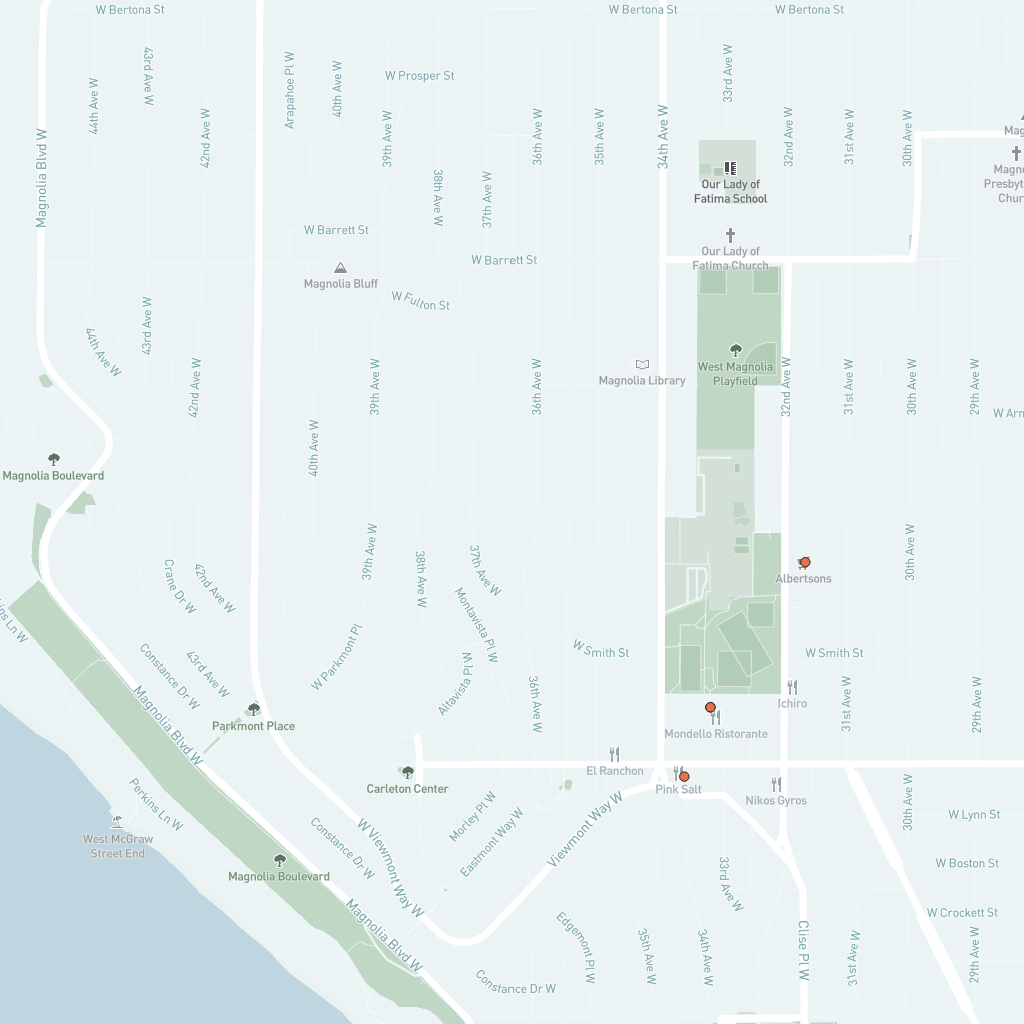 W Bertona St
W Bertona St
W Bertona St
43rd Ave W
Arapahoe Pl W
40th Ave W
W Prosper St
33rd Ave W
44th Ave W
42nd Ave W
39th Ave W
36th Ave W
35th Ave W
34th Ave W
32nd Ave W
31st Ave W
30th Ave W
Magnolia Blvd W
38th Ave W
37th Ave W
Our Lady of
Fatima School
W Barrett St
W Barrett St
Our Lady of
Fatima Church
Magnolia Bluff
W Fulton St
44th Ave W
43rd Ave W
42nd Ave W
39th Ave W
36th Ave W
Magnolia Library
West Magnolia
Playfield
32nd Ave W
31st Ave W
30th Ave W
29th Ave W
40th Ave W
Magnolia Boulevard
Crane Dr W
42nd Ave W
39th Ave W
38th Ave W
37th Ave W
Albertsons
30th Ave W
Constance Dr W
43rd Ave W
W Parkmont Pl
Montavista Pl W
Altavista Pl W
W Smith St
W Smith St
36th Ave W
Ichiro
31st Ave W
29th Ave W
Magnolia Blvd W
Parkmont Place
Mondello Ristorante
Carleton Center
El Ranchon
Pink Salt
Nikos Gyros
Perkins Ln W
West McGraw
Street End
Morley Pl W
Eastmont Way W
Viewmont Way W
30th Ave W
W Lynn St
Constance Dr W
W Viewmont Way W
Magnolia Boulevard
33rd Ave W
W Boston St
Magnolia Blvd W
Edgemont Pl W
35th Ave W
34th Ave W
Clise Pl W
31st Ave W
W Crockett St
29th Ave W
Constance Dr W